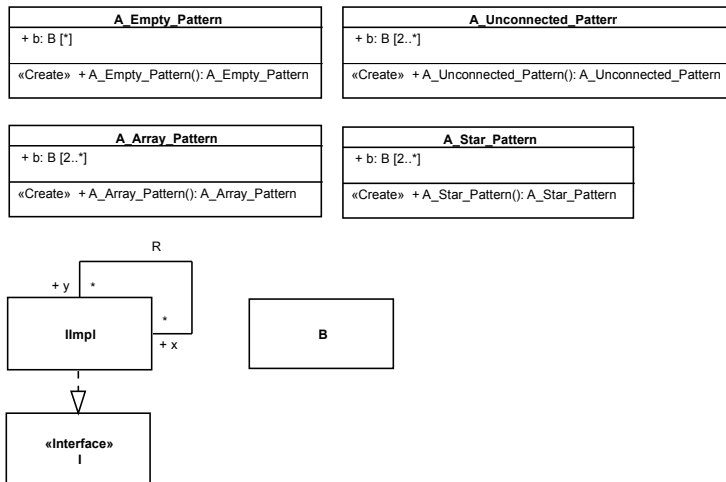 A_Empty_Pattern
+ b: B [*]
«Create» + A_Empty_Pattern(): A_Empty_Pattern
A_Unconnected_Patterr
+ b: B [2..*]
«Create» + A_Unconnected_Pattern(): A_Unconnected_Pattern
A_Array_Pattern
+ b: B [2..*]
«Create» + A_Array_Pattern(): A_Array_Pattern
A_Star_Pattern
+ b: B [2..*]
«Create» + A_Star_Pattern(): A_Star_Pattern
R
+ y *
IImpl
*
+ x
B
«Interface»
I